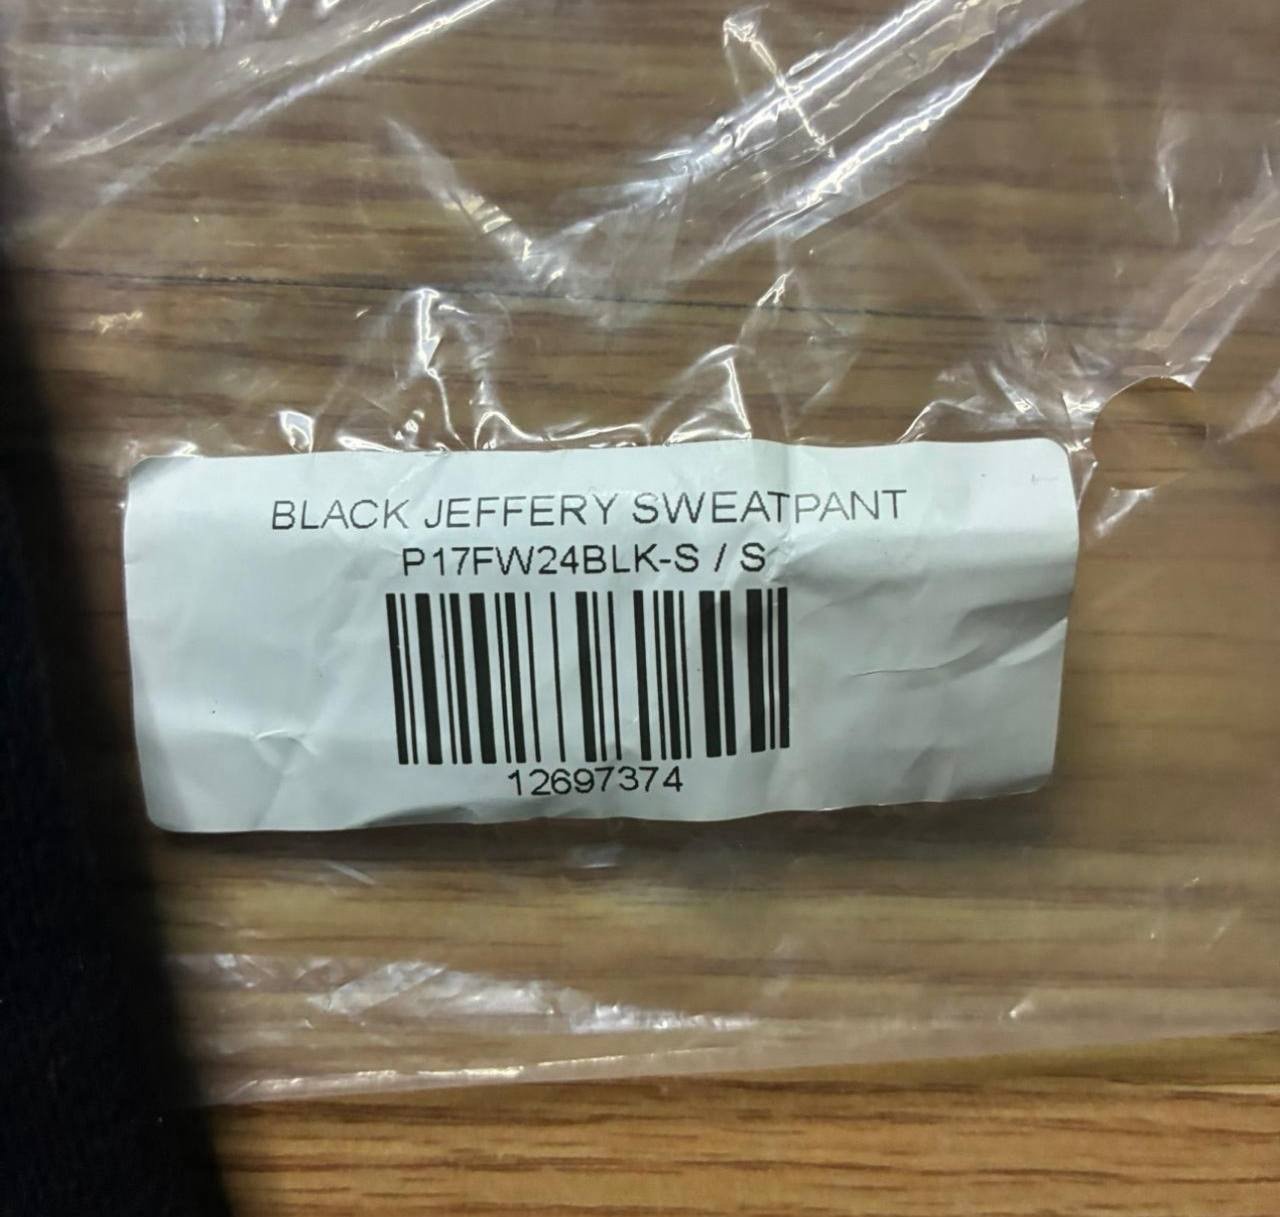 BLACK JEFFERY SWEATPANT
P17FW24BLK-S / S
12697374